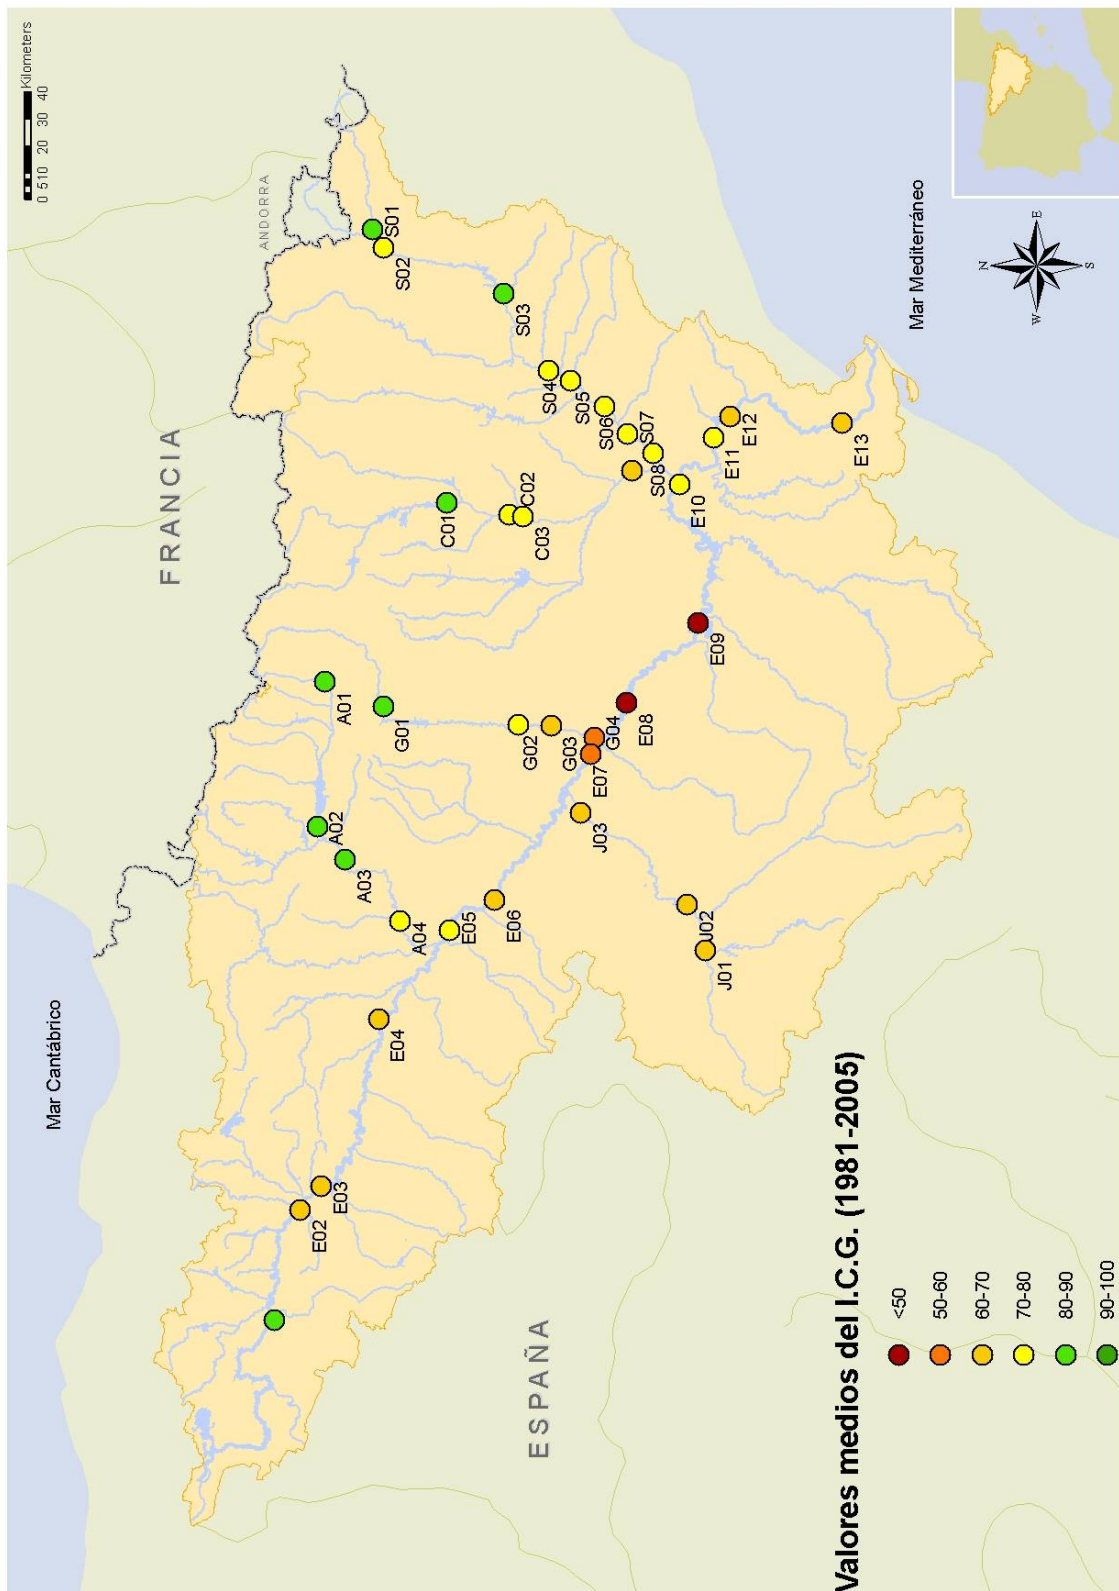 Mar Cantábrico
FRANCIA
ANDORRA
0 5 10 20 30 40
Kilometers
S01
S02
A01
A02
A03
G01
C01
S03
E02
E03
E04
A04
E05
E06
G02
G03
C02
C03
S04
S05
S06
S07
S08
E07
G04
J03
E08
E09
E10
E11
E12
E13
J02
J01
ESPAÑA
Mar Mediterráneo
N
W
E
S
Valores medios del I.C.G. (1981-2005)
<50
50-60
60-70
70-80
80-90
90-100